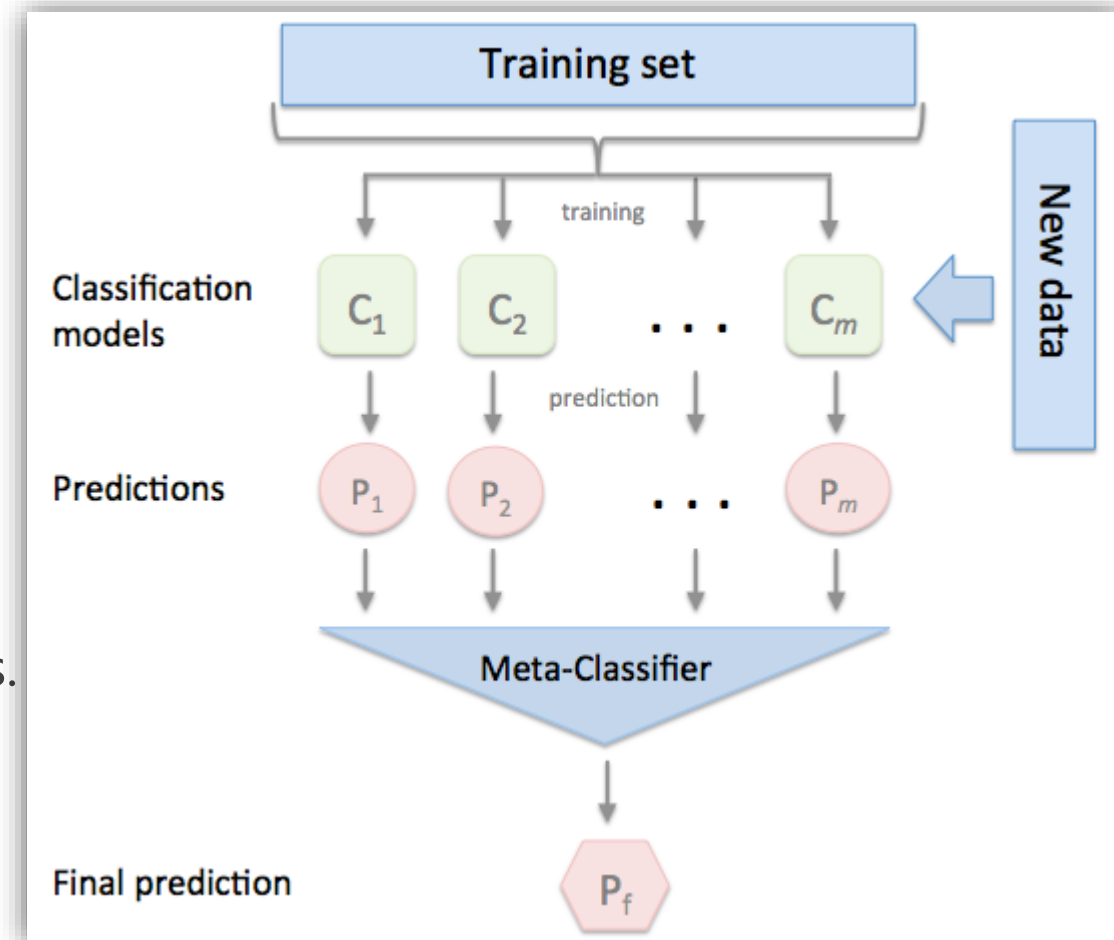 Training set
training
New data
Classification
models
C₁
C₂
. . .
Cₘ
prediction
Predictions
P₁
P₂
. . .
Pₘ
s.
Meta-Classifier
Final prediction
P_f